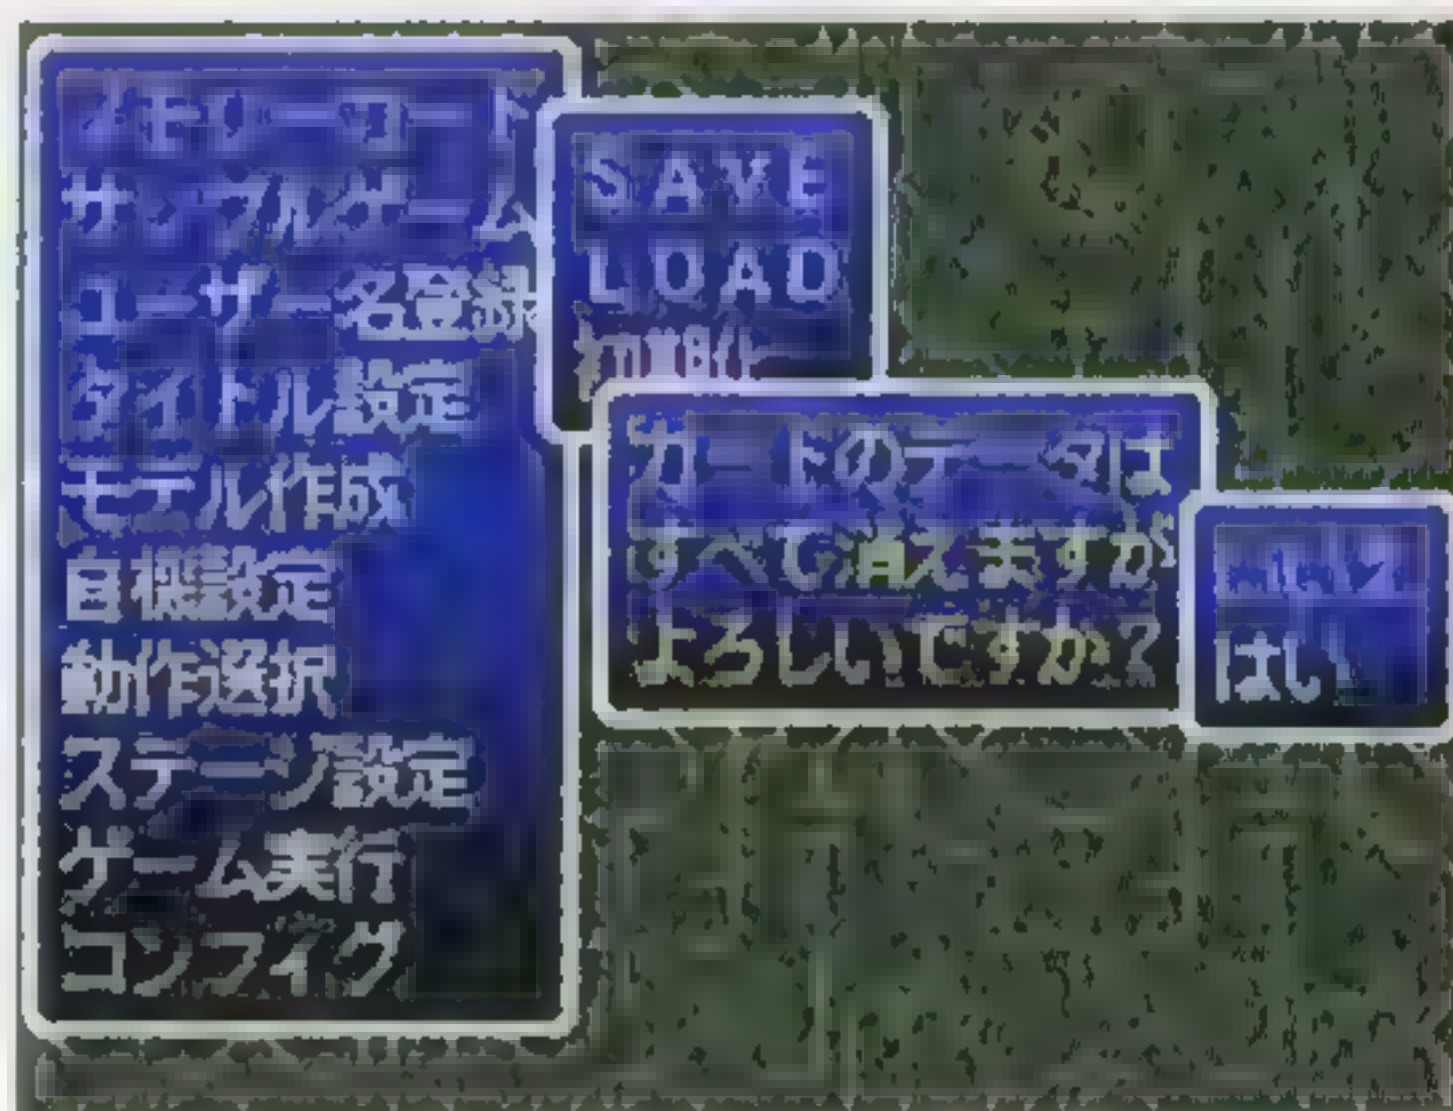 メモリーカード
サンプルゲーム
ユーザー名登録
タイトル設定
モデル作成
自機設定
動作選択
ステージ設定
ゲーム実行
コンフィグ
SAVE
LOAD
初期化
カードのデータは
すべて消えますが
よろしいですか?
はい